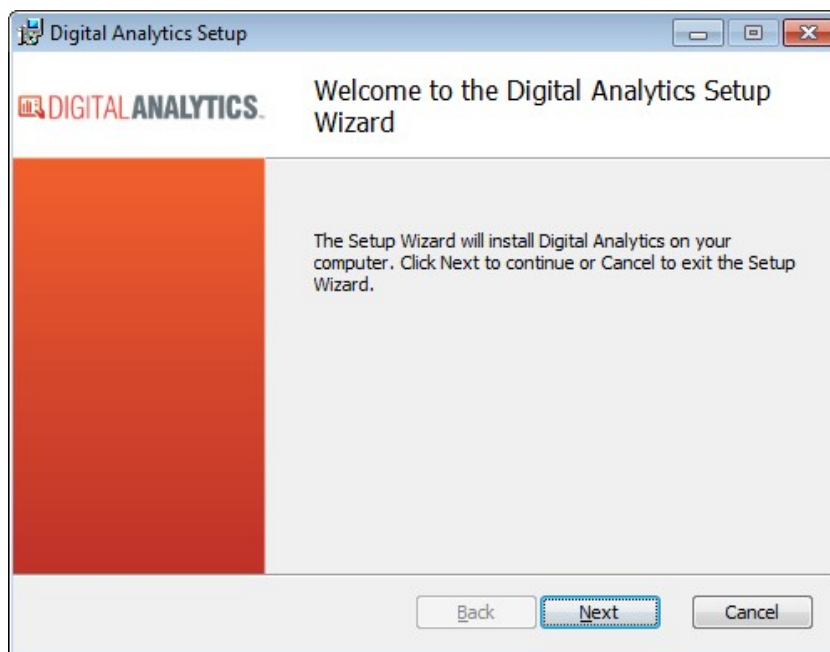 Digital Analytics Setup
DIGITALANALYTICS™
Welcome to the Digital Analytics Setup
Wizard
The Setup Wizard will install Digital Analytics on your
computer. Click Next to continue or Cancel to exit the Setup
Wizard.
Back Next Cancel